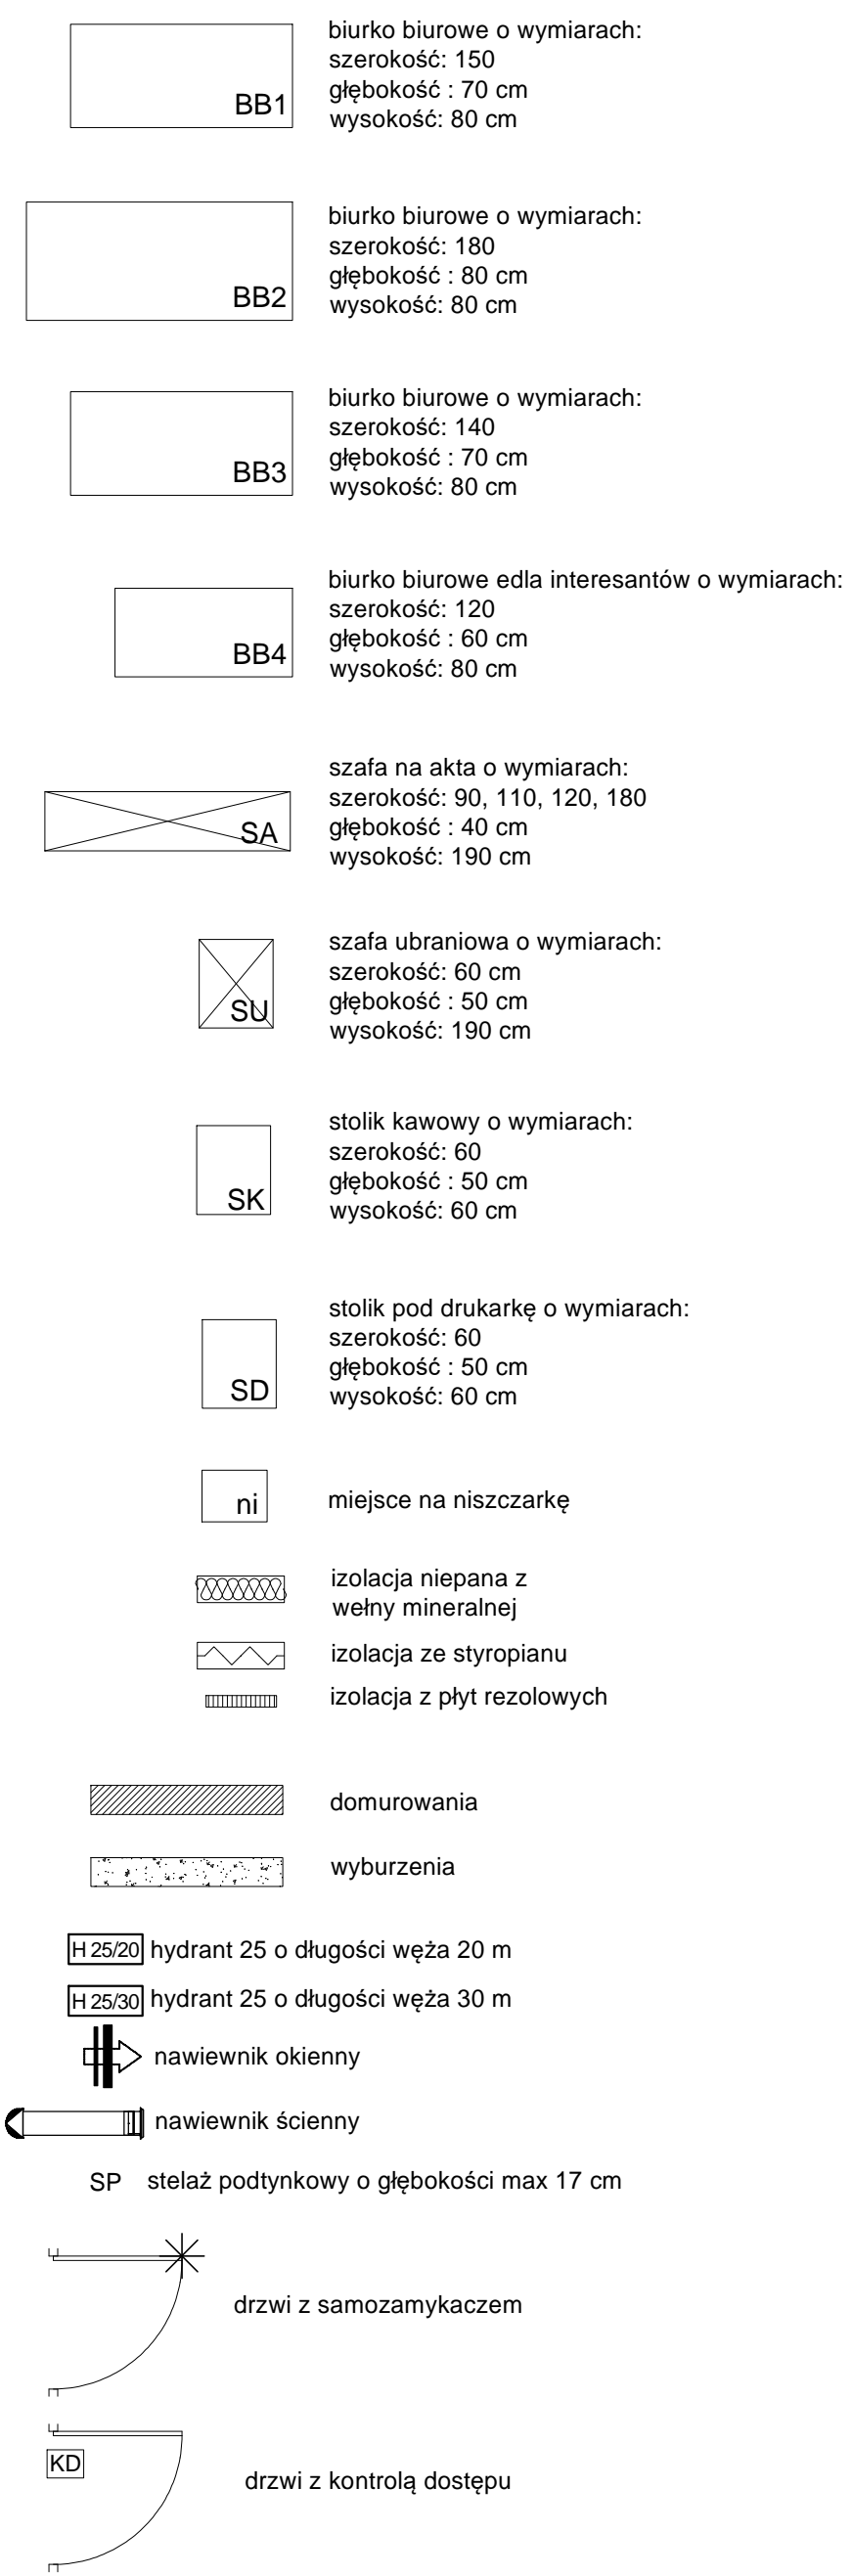 biurko biurowe o wymiarach:
szerokość: 150
głębokość : 70 cm
BB1
wysokość: 80 cm
biurko biurowe o wymiarach:
szerokość: 180
głębokość : 80 cm
BB2
wysokość: 80 cm
biurko biurowe o wymiarach:
szerokość: 140
głębokość : 70 cm
BB3
wysokość: 80 cm
biurko biurowe edla interesantów o wymiarach:
szerokość: 120
głębokość : 60 cm
BB4
wysokość: 80 cm
szafa na akta o wymiarach:
szerokość: 90, 110, 120, 180
głębokość : 40 cm
SA
wysokość: 190 cm
szafa ubraniowa o wymiarach:
szerokość: 60 cm
głębokość : 50 cm
SU
wysokość: 190 cm
stolik kawowy o wymiarach:
szerokość: 60
głębokość : 50 cm
SK
wysokość: 60 cm
stolik pod drukarkę o wymiarach:
szerokość: 60
głębokość : 50 cm
SD
wysokość: 60 cm
ni miejsce na niszczarkę
izolacja niepana z
wełny mineralnej
izolacja ze styropianu
izolacja z płyt rezolowych
domurowania
wyburzenia
H 25/20 hydrant 25 o długości węża 20 m
H 25/30 hydrant 25 o długości węża 30 m
nawiewnik okienny
nawiewnik ścienny
SP stelaż podtynkowy o głębokości max 17 cm
drzwi z samozamykaczem
KD
drzwi z kontrolą dostępu